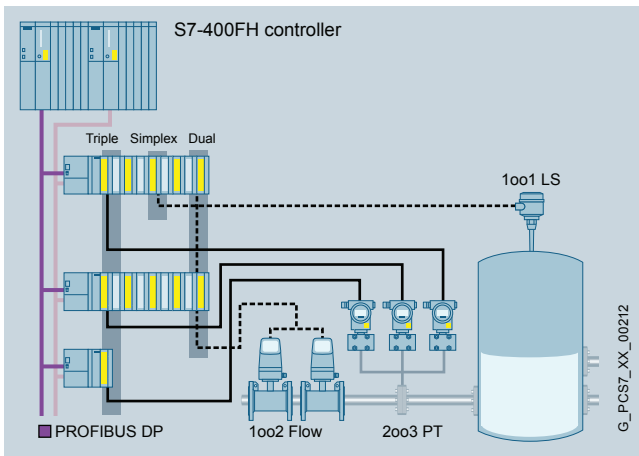 S7-400FH controller
Triple Simplex Dual
1oo1 LS
PROFIBUS DP
1oo2 Flow
2oo3 PT
G_PCS7_XX_00212